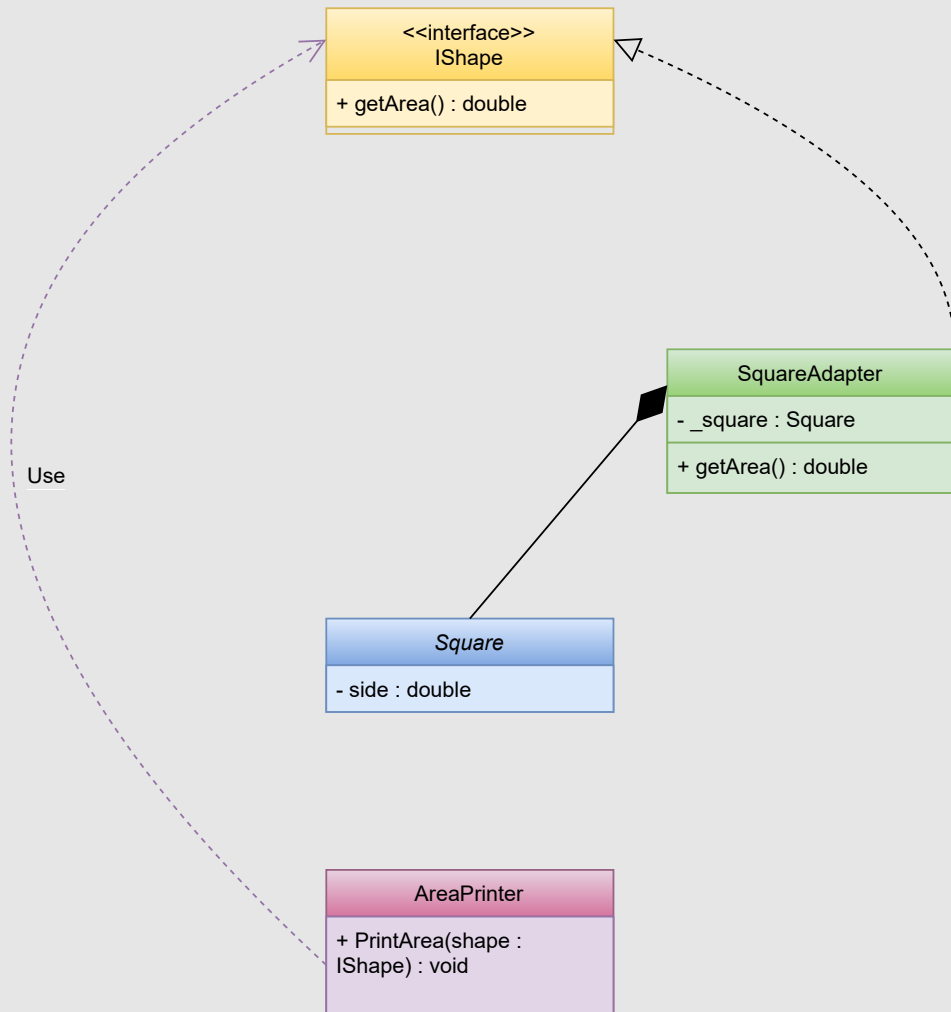 <<interface>>
IShape
+ getArea() : double
SquareAdapter
- _square : Square
+ getArea() : double
Use
Square
- side : double
AreaPrinter
+ PrintArea(shape :
IShape) : void